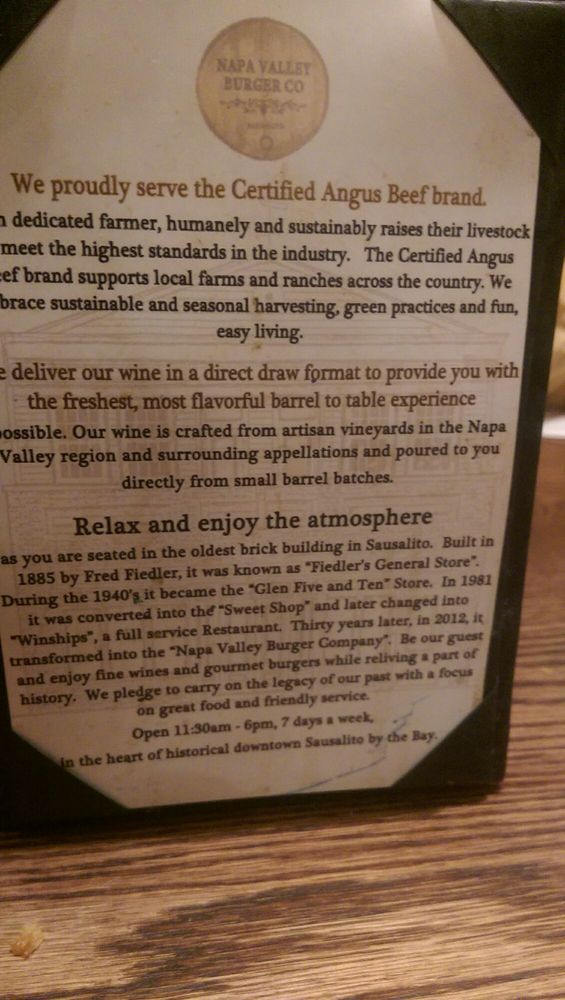 NAPA VALLEY
BURGER CO
We proudly serve the Certified Angus Beef brand.
dedicated farmer, humanely and sustainably raises their livestock
meet the highest standards in the industry. The Certified Angus
ef brand supports local farms and ranches across the country. We
brace sustainable and seasonal harvesting, green practices and fun,
easy living.
e deliver our wine in a direct draw format to provide you with
the freshest, most flavorful barrel to table experience
possible. Our wine is crafted from artisan vineyards in the Napa
Valley region and surrounding appellations and poured to you
directly from small barrel batches.
Relax and enjoy the atmosphere
as you are seated in the oldest brick building in Sausalito. Built in
1885 by Fred Fiedler, it was known as "Fiedler's General Store".
During the 1940's it became the "Glen Five and Ten" Store. In 1981
it was converted into the "Sweet Shop" and later changed into
"Winships", a full service Restaurant. Thirty years later, in 2012, it
transformed into the "Napa Valley Burger Company". Be our guest
and enjoy fine wines and gourmet burgers while reliving a part of
history. We pledge to carry on the legacy of our past with a focus
on great food and friendly service.
Open 11:30am - 6pm, 7 days a week,
in the heart of historical downtown Sausalito by the Bay.